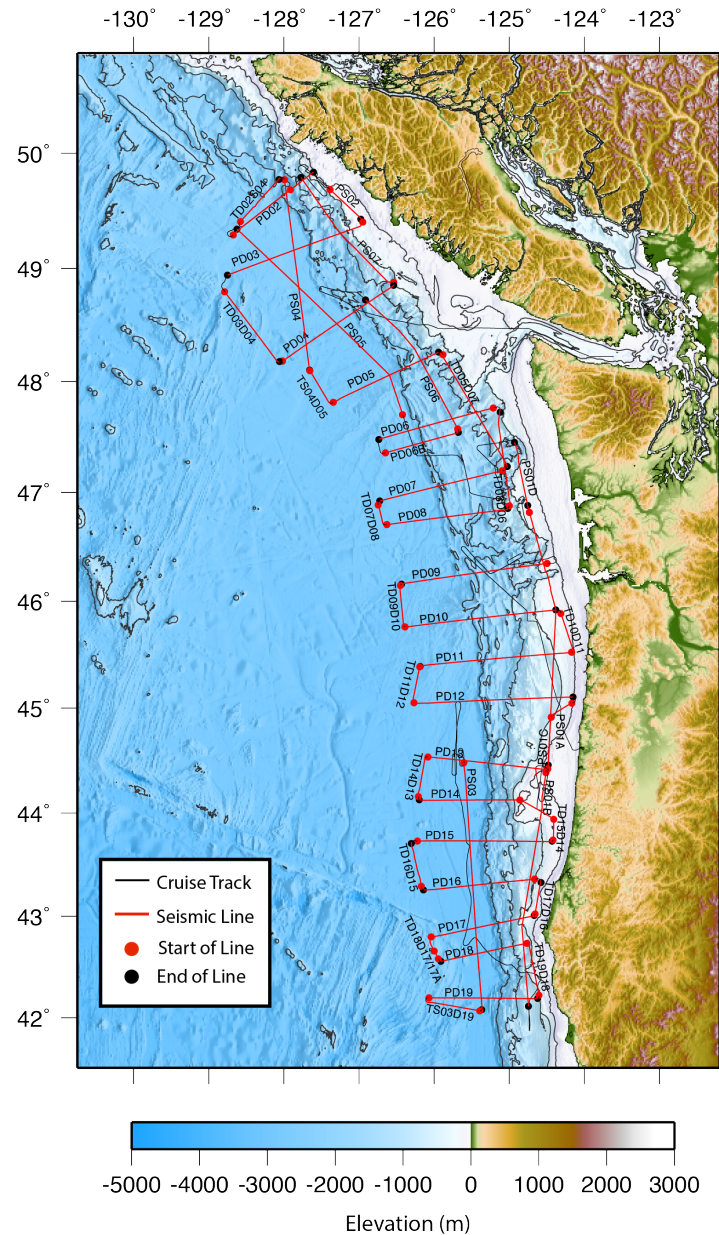 -130 -129 -128 -127 -126 -125 -124 -123
50°
49°
48°
47°
46°
45°
44°
43°
42°
PS02
PD02
PD03
PS02
TD03D04
PD04
PS04
PS05
TS04D05
PD05
TD05D07
PS06
PD06
PD06B
PS01D
PD07
TD07D08
PD08
PD09
TD09D10
PD10
TD10D11
PD11
TD11D12
PD12
PS01A
PS01C
PD13
TD14D13
PS03
PD14
PS01B
TD15D14
PD15
TD16D15
PD16
TD17D16
PD17
TD18D17/17A
PD18
TD19D18
PD19
TS03D19
Cruise Track
Seismic Line
Start of Line
End of Line
-5000 -4000 -3000 -2000 -1000 0 1000 2000 3000
Elevation (m)